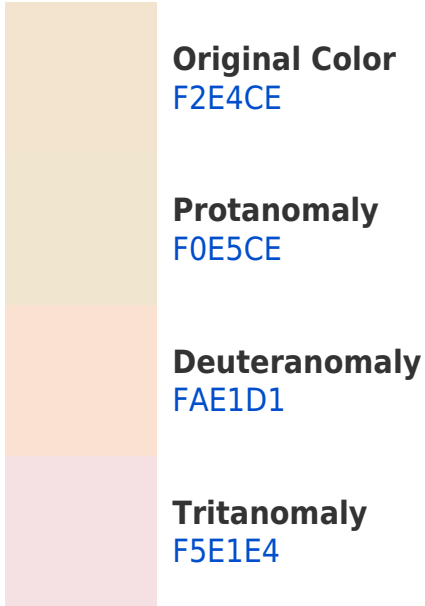 Original Color
F2E4CE
Protanomaly
F0E5CE
Deuteranomaly
FAE1D1
Tritanomaly
F5E1E4